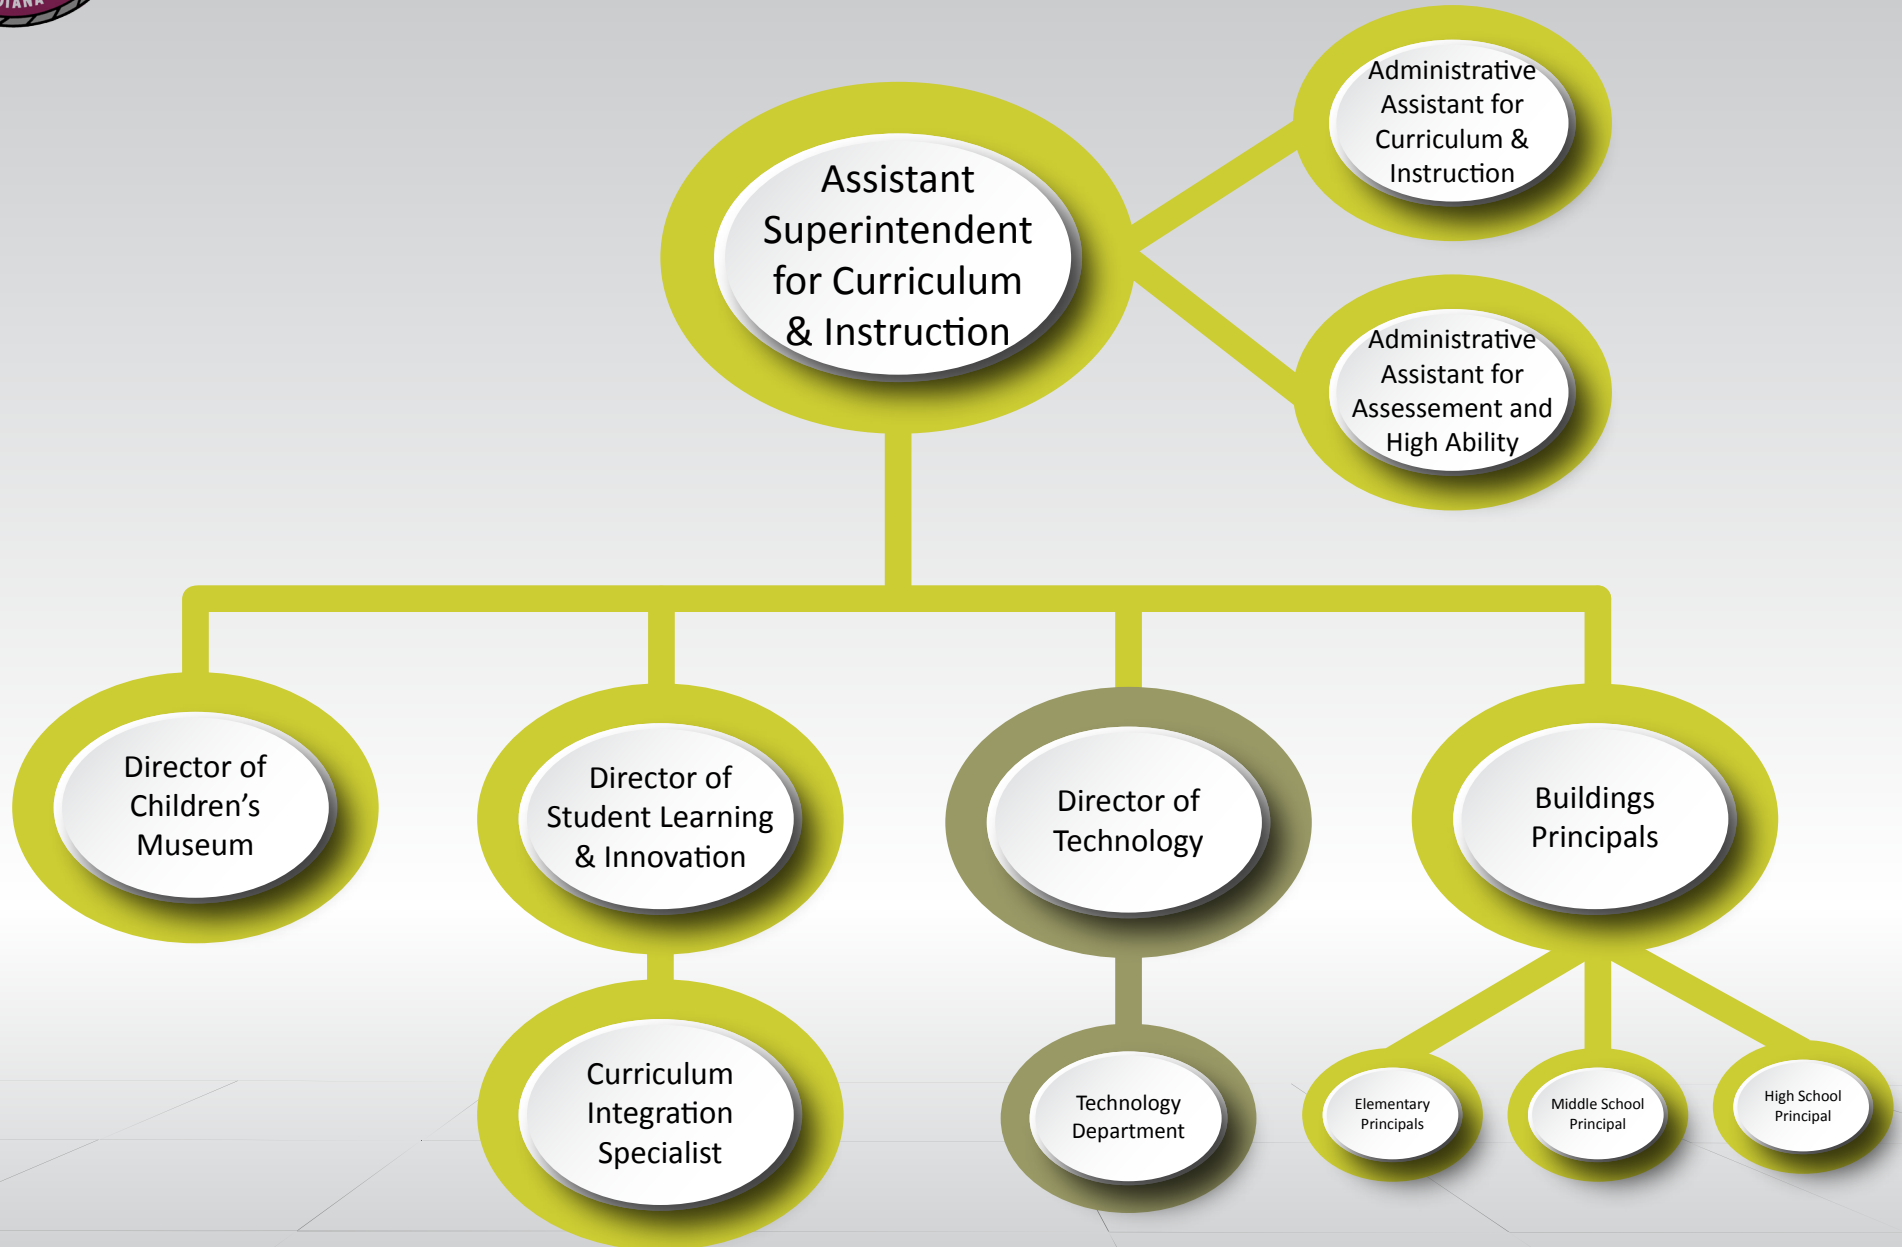 Administrative
Assistant for
Curriculum &
Instruction
Assistant
Superintendent
for Curriculum
& Instruction
Administrative
Assistant for
Assessement and
High Ability
Director of
Children’s
Museum
Director of
Student Learning
& Innovation
Director of
Technology
Buildings
Principals
Curriculum
Integration
Specialist
Technology
Department
Elementary
Principals
Middle School
Principal
High School
Principal